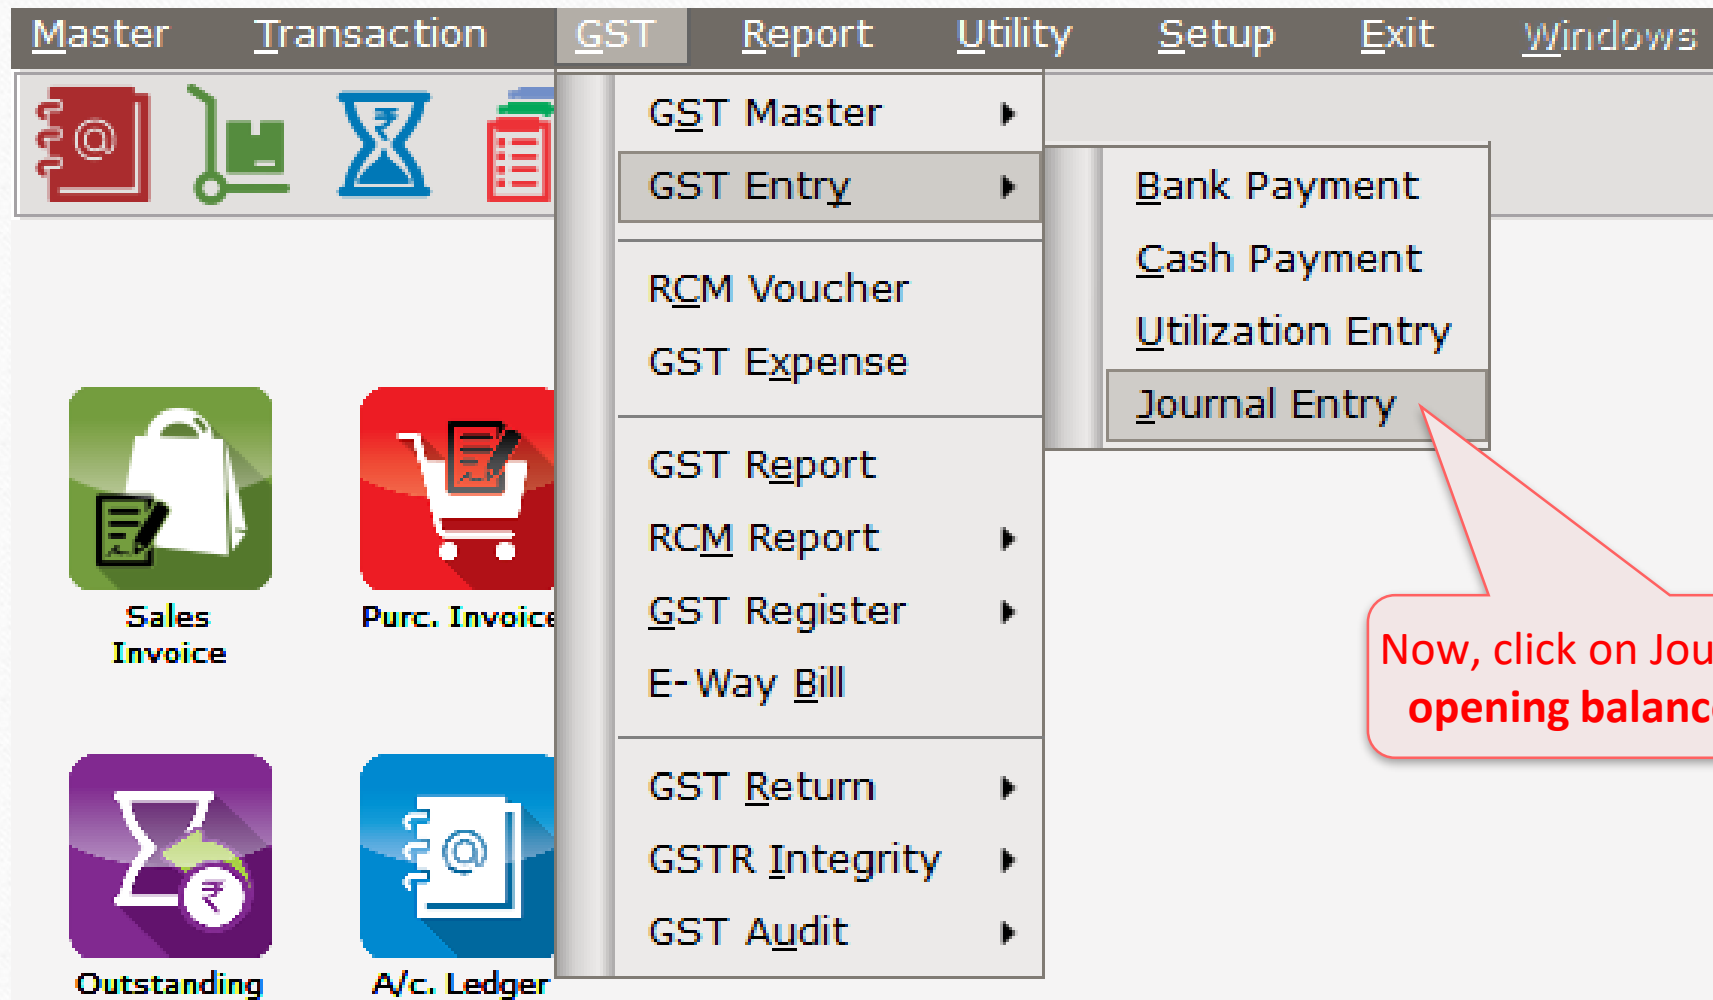 Master Transaction GST Report Utility Setup Exit Windows
GST Master
GST Entry
RCM Voucher
GST Expense
GST Report
RCM Report
GST Register
E-Way Bill
GST Return
GSTR Integrity
GST Audit
Bank Payment
Cash Payment
Utilization Entry
Journal Entry
Now, click on Jou
opening balance
Sales
Invoice
Purc. Invoice
Outstanding
A/c. Ledger